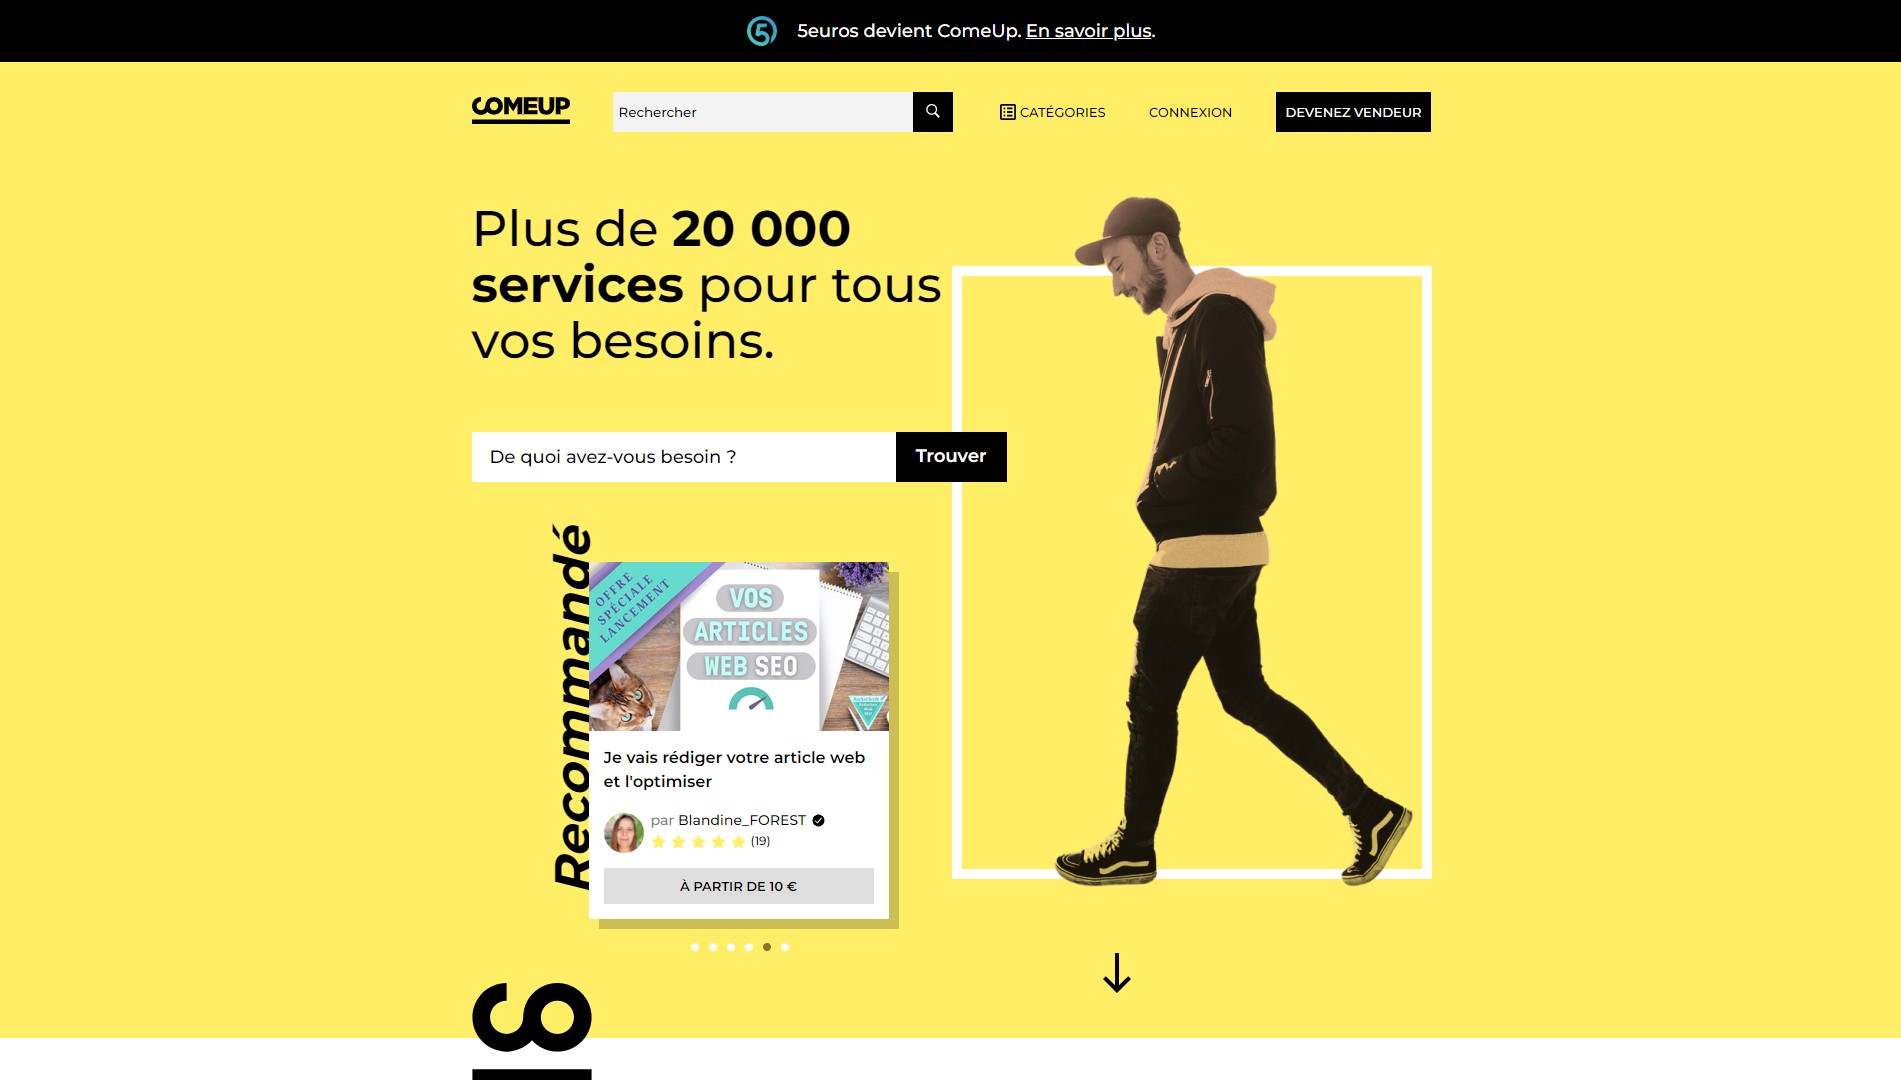 5euros devient ComeUp. En savoir plus.
COMEUP
Rechercher
CATÉGORIES
CONNEXION
DEVENEZ VENDEUR
Plus de 20 000
services pour tous
vos besoins.
De quoi avez-vous besoin ?
Trouver
Recommandé
OFFRE
SPÉCIALE
LANCEMENT
VOS
ARTICLES
WEB SEO
Je vais rédiger votre article web
et l'optimiser
par Blandine_FOREST
(19)
À PARTIR DE 10 €